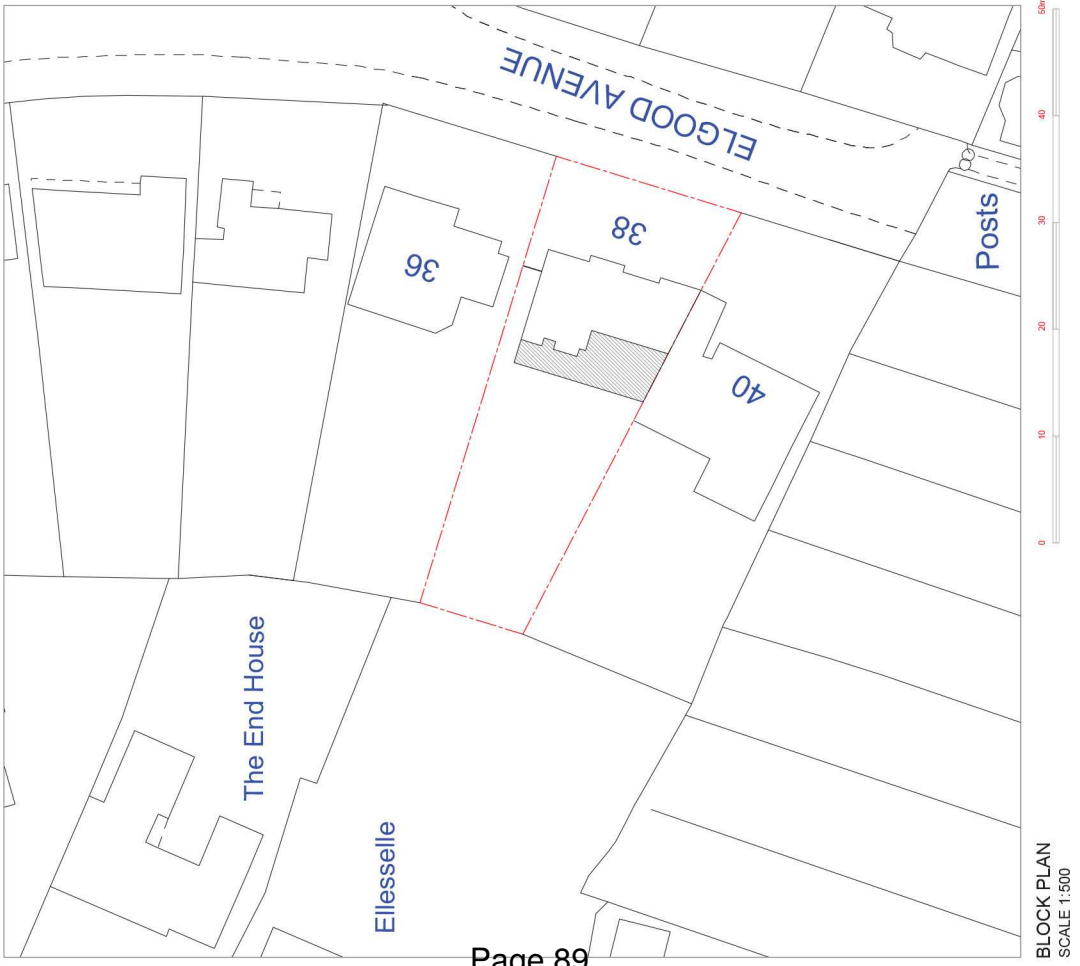 ELGOOD AVENUE
36
38
40
Posts
The End House
Ellesselle
0
10
20
30
40
50m
BLOCK PLAN
SCALE 1:500
Page 89